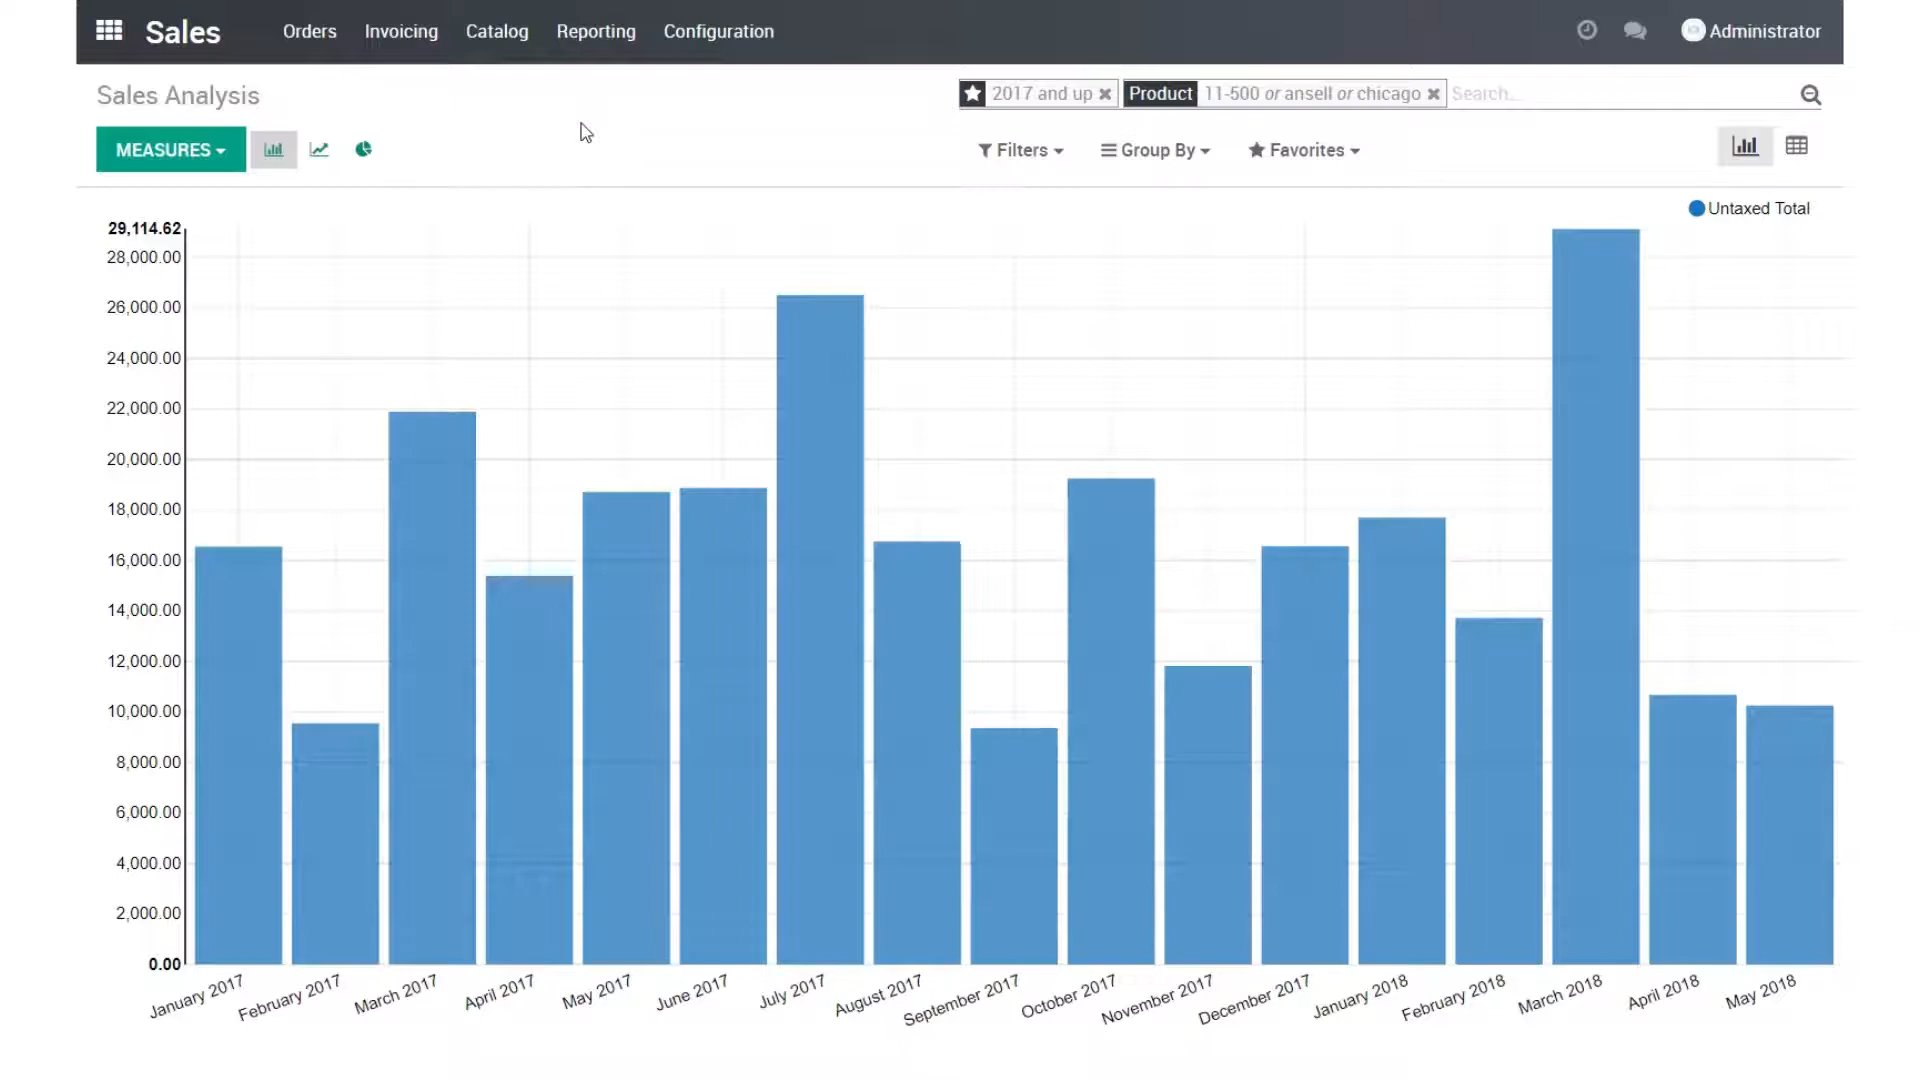 Sales Orders Invoicing Catalog Reporting Configuration Administrator
Sales Analysis
2017 and up Product 11-500 or ansell or chicago Search...
MEASURES Filters Group By Favorites
Untaxed Total
29,114.62
28,000.00
26,000.00
24,000.00
22,000.00
20,000.00
18,000.00
16,000.00
14,000.00
12,000.00
10,000.00
8,000.00
6,000.00
4,000.00
2,000.00
0.00
January 2017 February 2017 March 2017 April 2017 May 2017 June 2017 July 2017 August 2017 September 2017 October 2017 November 2017 December 2017 January 2018 February 2018 March 2018 April 2018 May 2018